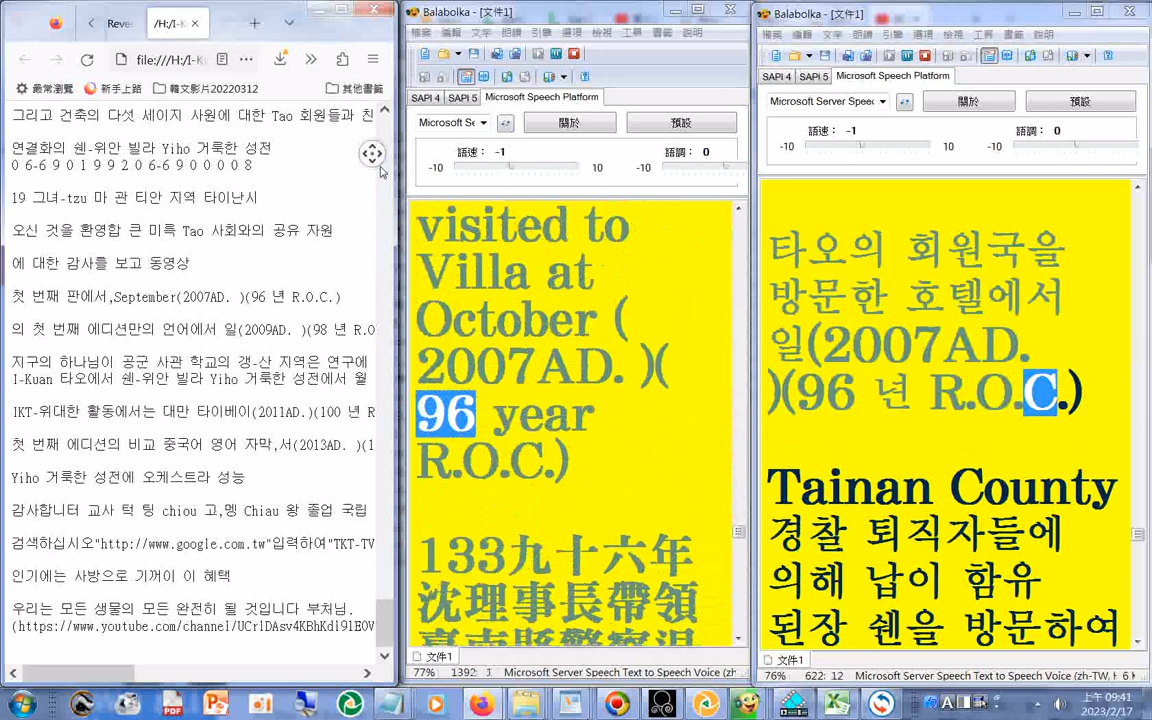 Reve
/H:/I-K
file:///H:/I-K
最常瀏覽
新手上路
韓文影片20220312
其他書籤
그리고 건축의 다섯 세이지 사원에 대한 Tao 회원들과 친
연결화의 쉔-위안 빌라 Yiho 거룩한 성전
0 6-6 9 0 1 9 9 2 0 6-6 9 0 0 0 0 8
19 그녀-tzu 마 관 티안 지역 타이난시
오신 것을 환영합 큰 미륵 Tao 사회와의 공유 자원
에 대한 감사를 보고 동영상
첫 번째 판에서,September(2007AD. )(96 년 R.O.C.)
의 첫 번째 에디션만의 언어에서 일(2009AD. )(98 년 R.O
지구의 하나님이 공군 사관 학교의 갱-산 지역은 연구에
I-Kuan 타오에서 쉔-위안 빌라 Yiho 거룩한 성전에서 월
IKT-위대한 활동에서는 대만 타이베이(2011AD.)(100 년 R
첫 번째 에디션의 비교 중국어 영어 자막,서(2013AD. )(1
Yiho 거룩한 성전에 오케스트라 성능
감사합니터 교사 턱 팅 chiou 고,멩 Chiau 왕 졸업 국립
검색하십시오"http://www.google.com.tw"입력하여"TKT-TV
인기에는 사방으로 기꺼이 이 혜택
우리는 모든 생물의 모든 완전히 될 것입니다 부처님.
(https://www.youtube.com/channel/UCrlDAsv4KBhKdl9lEOV
Balabolka - [文件1]
檔案 編輯 文字 朗讀 引擎 選項 檢視 工具 書籤 說明
SAPI 4 SAPI 5 Microsoft Speech Platform
Microsoft Se 關於 預設
語速： -1 語調： 0
-10 10 -10
visited to
Villa at
October (
2007AD. )(
96 year
R.O.C.)
133九十六年
沈理事長帶領
文件1
77% 1392: 1 Microsoft Server Speech Text to Speech Voice (zh
Balabolka - [文件1]
檔案 編輯 文字 朗讀 引擎 選項 檢視 工具 書籤 說明
SAPI 4 SAPI 5 Microsoft Speech Platform
Microsoft Server Spee 關於 預設
語速： -1 語調： 0
-10 10 -10 10
타오의 회원국을
방문한 호텔에서
일(2007AD.
)(96 년 R.O.C.)
Tainan County
경찰 퇴직자들에
의해 납이 함유
된장 쉔을 방문하여
文件1
76% 622: 12 Microsoft Server Speech Text to Speech Voice (zh-TW, H
上午 09:41
2023/2/17